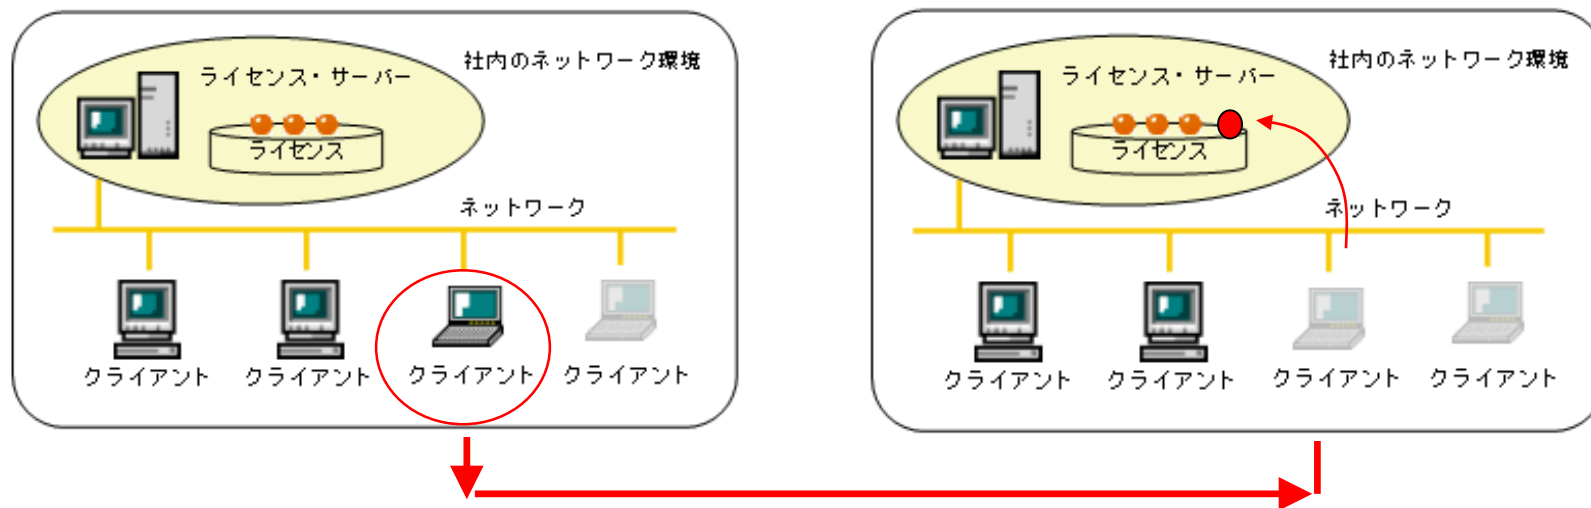 社内のネットワーク環境
ライセンス・サーバー
ライセンス
ネットワーク
クライアント
クライアント
クライアント
クライアント
社内のネットワーク環境
ライセンス・サーバー
ライセンス
ネットワーク
クライアント
クライアント
クライアント
クライアント